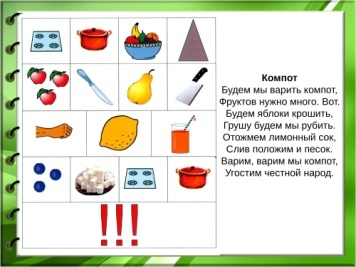 Компот
Будем мы варить компот,
Фруктов нужно много. Вот.
Будем яблоки крошить,
Грушу будем мы рубить.
Отожмем лимонный сок,
Слив положим и песок.
Варим, варим мы компот,
Угостим честной народ.
!!!